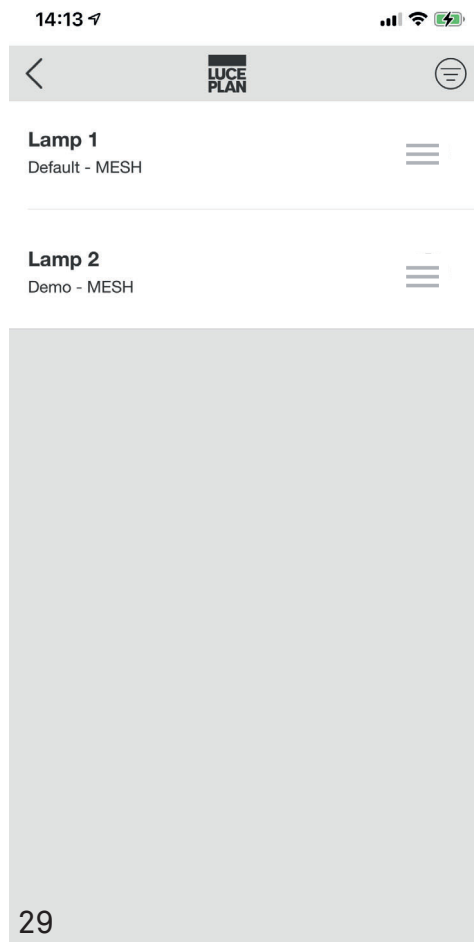 14:13
LUCE
PLAN
Lamp 1
Default - MESH
Lamp 2
Demo - MESH
29